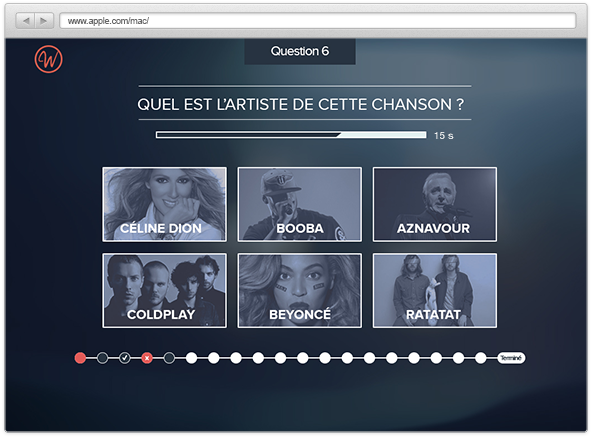 www.apple.com/mac/
W
Question 6
QUEL EST L'ARTISTE DE CETTE CHANSON ?
15 s
CÉLINE DION
BOOBA
AZNAVOUR
COLDPLAY
BEYONCÉ
RATATAT
Terminé